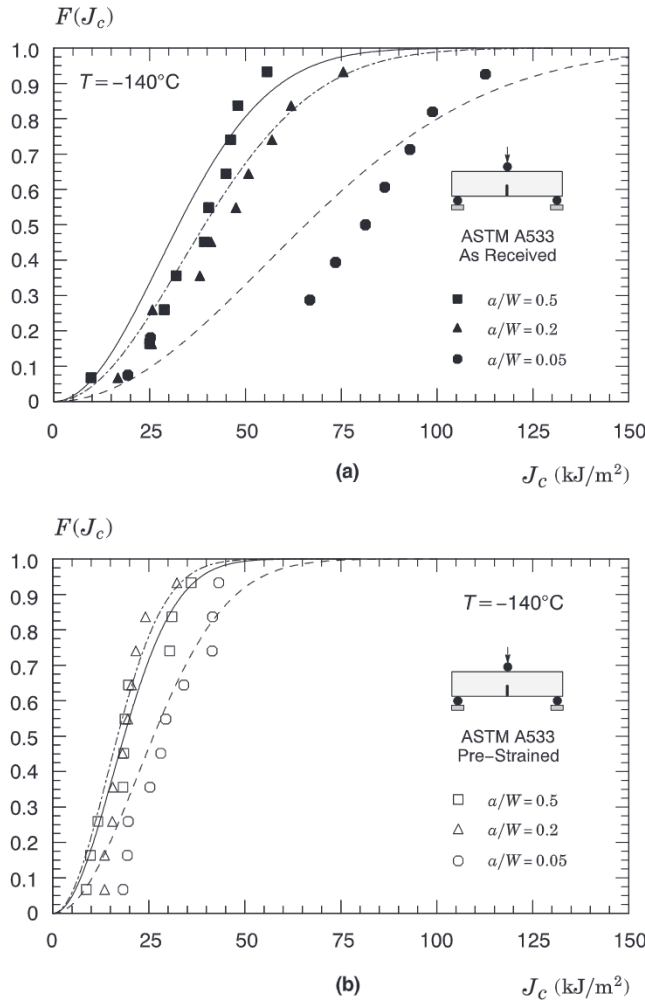 F(J_c)
1.0
0.9
0.8
0.7
0.6
0.5
0.4
0.3
0.2
0.1
0
T = −140°C
ASTM A533
As Received
a/W = 0.5
a/W = 0.2
a/W = 0.05
0 25 50 75 100 125 150
(a)
J_c (kJ/m²)
F(J_c)
1.0
0.9
0.8
0.7
0.6
0.5
0.4
0.3
0.2
0.1
0
T = −140°C
ASTM A533
Pre−Strained
a/W = 0.5
a/W = 0.2
a/W = 0.05
0 25 50 75 100 125 150
(b)
J_c (kJ/m²)